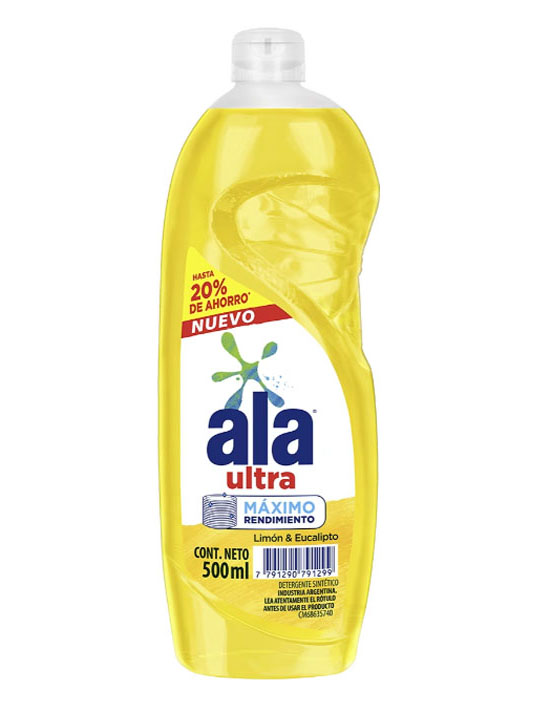 HASTA
20%
DE AHORRO*
NUEVO
ala®
ultra
MÁXIMO
RENDIMIENTO
Limón & Eucalipto
CONT. NETO
500ml
7 791290 791299
DETERGENTE SINTÉTICO
INDUSTRIA ARGENTINA.
LEA ATENTAMENTE EL RÓTULO
ANTES DE USAR EL PRODUCTO
CM6B635740